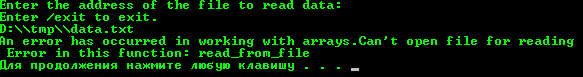 Enter the address of the file to read data:
Enter /exit to exit.
D:\\tmp\\data.txt
An error has occurred in working with arrays.Can't open file for reading
 Error in this function: read_from_file
Для продолжения нажмите любую клавишу . . .